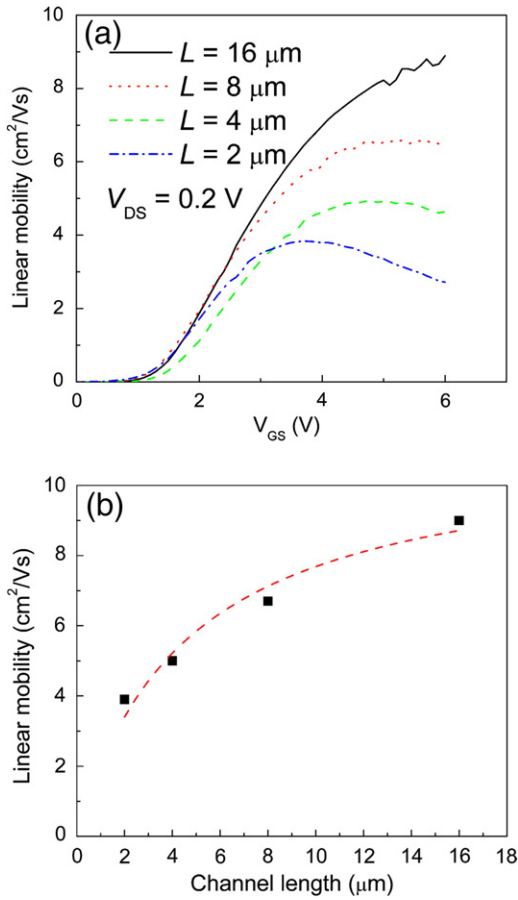 (a)
L = 16 μm
L = 8 μm
L = 4 μm
L = 2 μm
V_DS = 0.2 V
Linear mobility (cm²/Vs)
10
8
6
4
2
0
0 2 4 6
V_GS (V)
(b)
Linear mobility (cm²/Vs)
10
8
6
4
2
0
0 2 4 6 8 10 12 14 16 18
Channel length (μm)